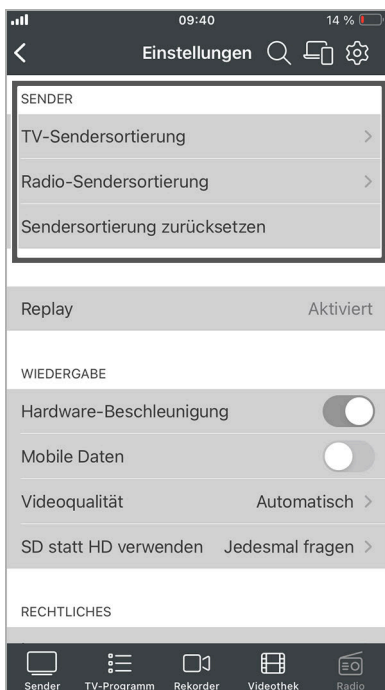 09:40
14 %
Einstellungen
SENDER
TV-Sendersortierung
Radio-Sendersortierung
Sendersortierung zurücksetzen
Replay Aktiviert
WIEDERGABE
Hardware-Beschleunigung
Mobile Daten
Videoqualität Automatisch
SD statt HD verwenden Jedesmal fragen
RECHTLICHES
Sender TV-Programm Rekorder Videothek Radio